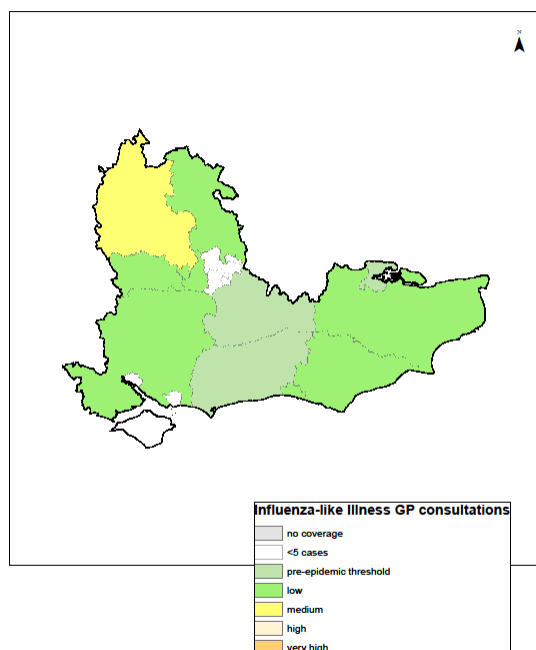 N
Influenza-like Illness GP consultations
no coverage
<5 cases
pre-epidemic threshold
low
medium
high
very high